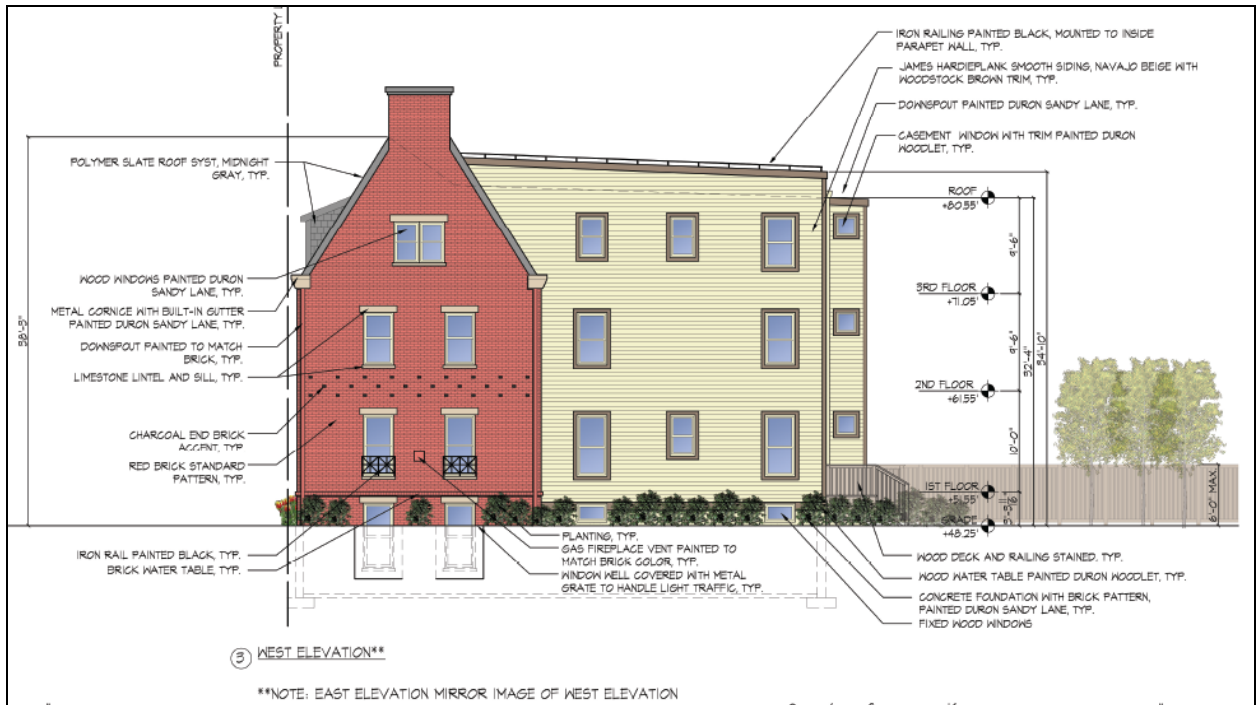 PROPERTY L
IRON RAILING PAINTED BLACK, MOUNTED TO INSIDE
PARAPET WALL, TYP.
JAMES HARDIEPLANK SMOOTH SIDING, NAVAJO BEIGE WITH
WOODSTOCK BROWN TRIM, TYP.
DOWNSPOUT PAINTED DURON SANDY LANE, TYP.
CASEMENT WINDOW WITH TRIM PAINTED DURON
WOODLET, TYP.
POLYMER SLATE ROOF SYST, MIDNIGHT
GRAY, TYP.
WOOD WINDOWS PAINTED DURON
SANDY LANE, TYP.
METAL CORNICE WITH BUILT-IN GUTTER
PAINTED DURON SANDY LANE, TYP.
DOWNSPOUT PAINTED TO MATCH
BRICK, TYP.
LIMESTONE LINTEL AND SILL, TYP.
CHARCOAL END BRICK
ACCENT, TYP
RED BRICK STANDARD
PATTERN, TYP.
IRON RAIL PAINTED BLACK, TYP.
BRICK WATER TABLE, TYP.
38'-5"
ROOF
+80.55'
9'-6"
3RD FLOOR
+71.05'
9'-6"
32'-4"
34'-10"
2ND FLOOR
+61.55'
10'-0"
1ST FLOOR
+51.55'
GRADE
+48.25'
6'-0" MAX.
PLANTING, TYP.
GAS FIREPLACE VENT PAINTED TO
MATCH BRICK COLOR, TYP.
WINDOW WELL COVERED WITH METAL
GRATE TO HANDLE LIGHT TRAFFIC, TYP.
WOOD DECK AND RAILING STAINED. TYP.
WOOD WATER TABLE PAINTED DURON WOODLET, TYP.
CONCRETE FOUNDATION WITH BRICK PATTERN,
PAINTED DURON SANDY LANE, TYP.
FIXED WOOD WINDOWS
3 WEST ELEVATION**
**NOTE: EAST ELEVATION MIRROR IMAGE OF WEST ELEVATION